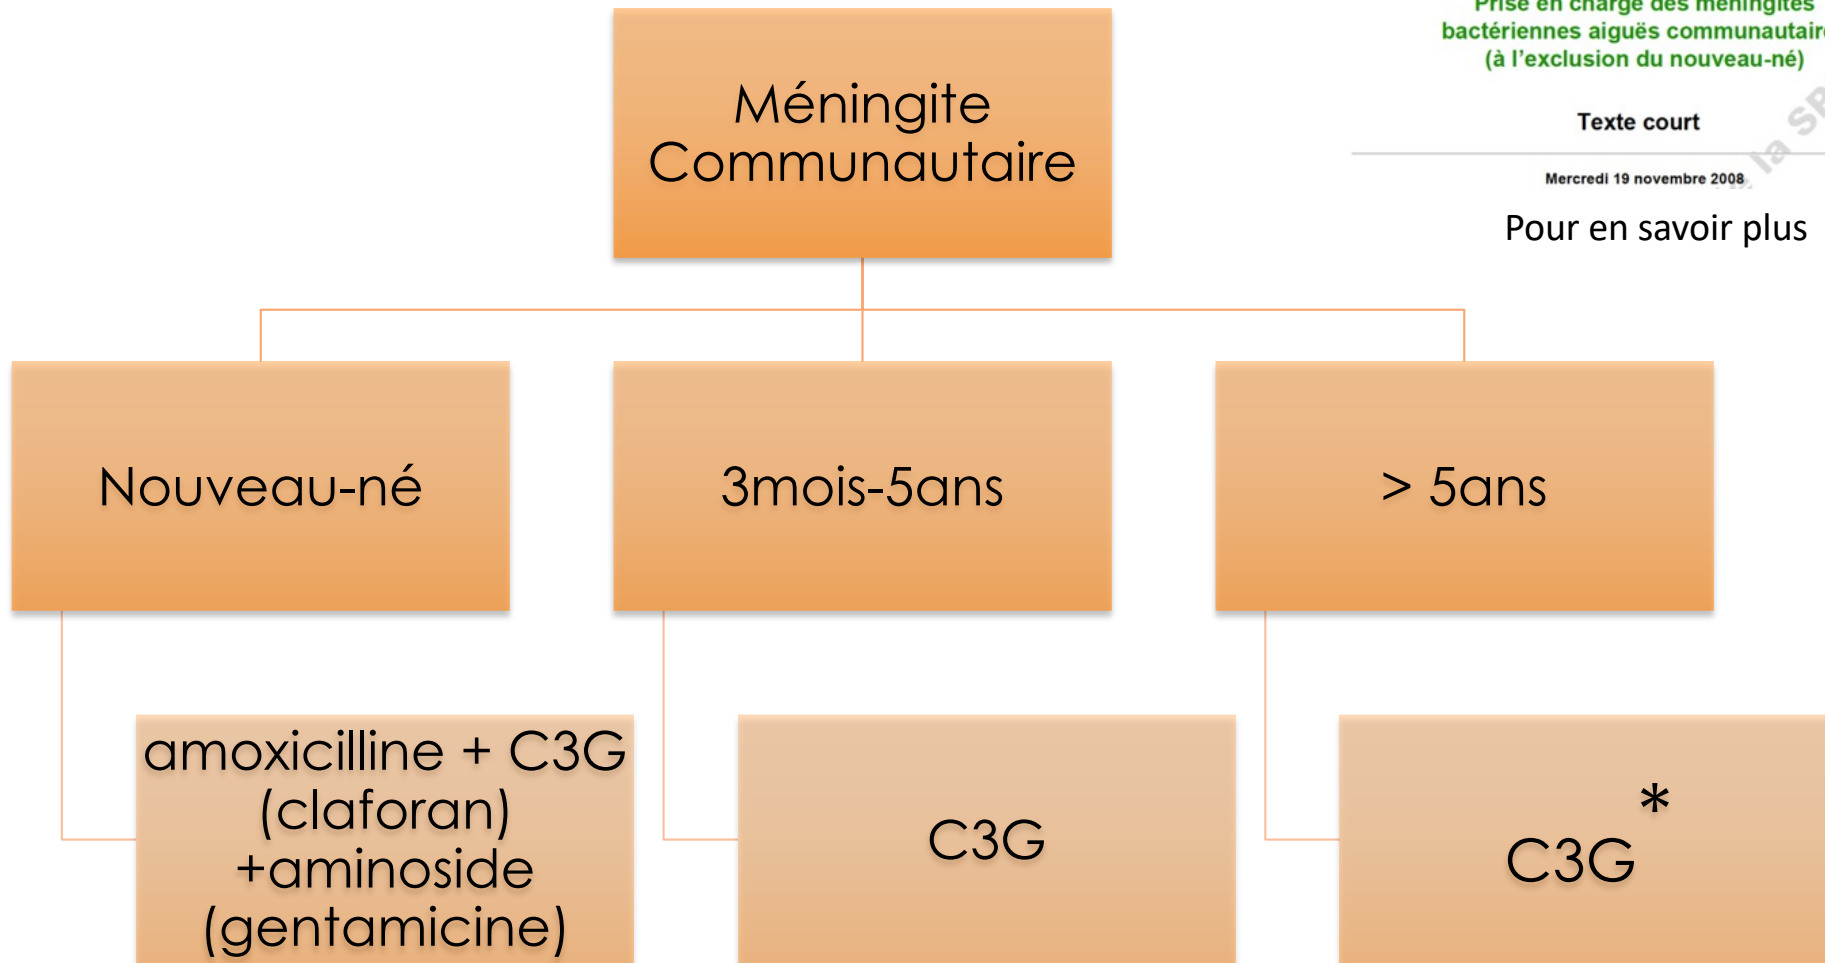 Prise en charge des méningites
bactériennes aiguës
(à l'exclusion du nouveau-né)
Texte court
la
Mercredi 19 novembre 2008
Pour en savoir plus
Méningite
Communautaire
Nouveau-né
3mois-5ans
> 5ans
amoxicilline + C3G
(claforan)
+aminoside
(gentamicine)
C3G
*
C3G